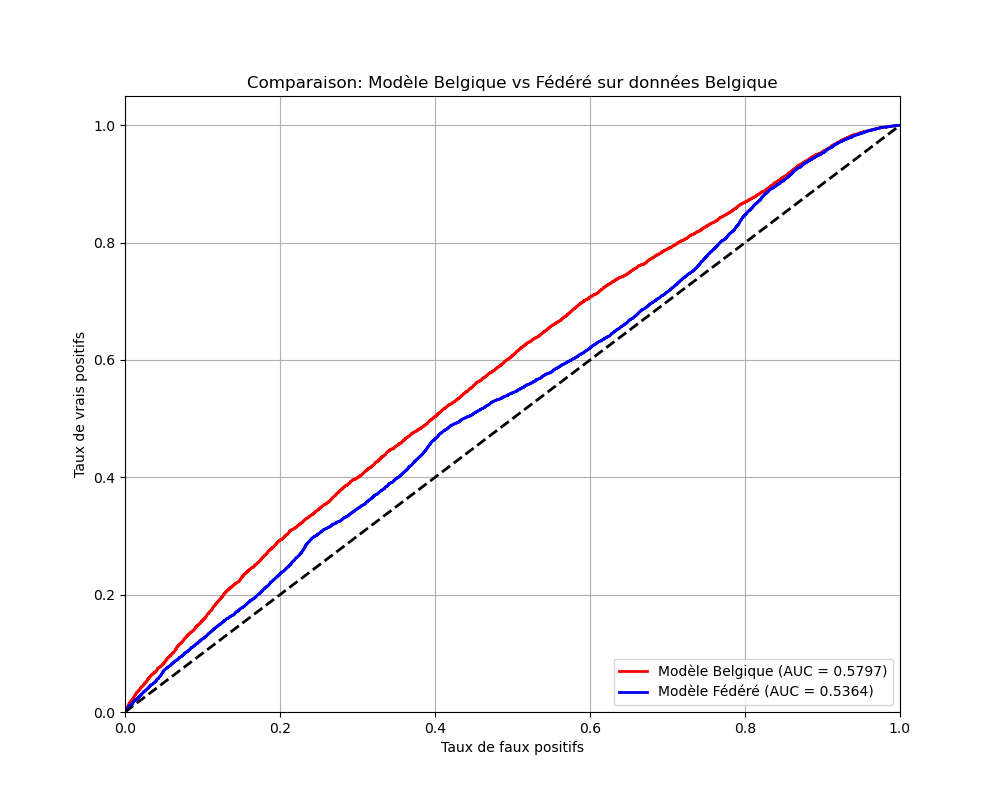 Comparaison: Modèle Belgique vs Fédéré sur données Belgique
1.0
0.8
0.6
0.4
0.2
0.0
Taux de vrais positifs
Modèle Belgique (AUC = 0.5797)
Modèle Fédéré (AUC = 0.5364)
0.0 0.2 0.4 0.6 0.8 1.0
Taux de faux positifs